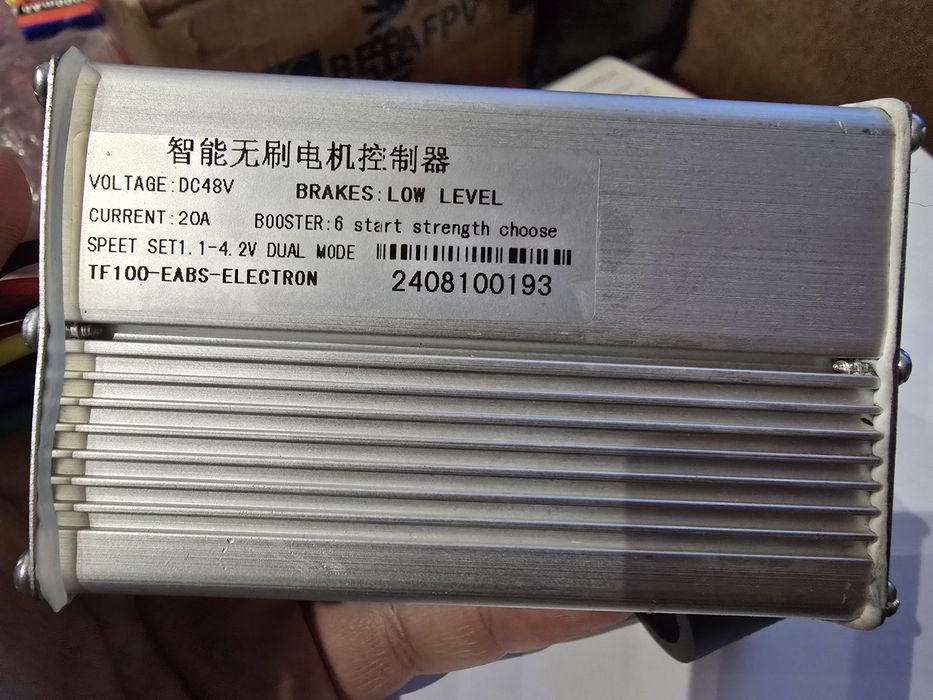 BETAFPV
智能无刷电机控制器
VOLTAGE:DC48V
BRAKES:LOW LEVEL
CURRENT:20A
BOOSTER:6 start strength choose
SPEET SET1.1-4.2V DUAL MODE
TF100-EABS-ELECTRON
2408100193